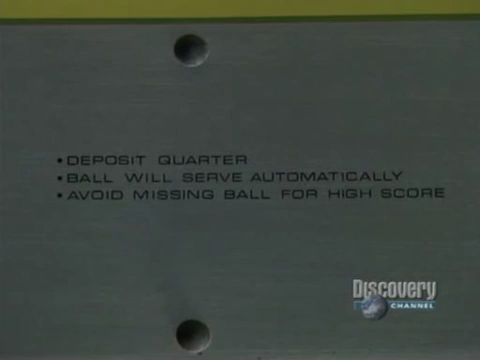 • DEPOSIT QUARTER
• BALL WILL SERVE AUTOMATICALLY
• AVOID MISSING BALL FOR HIGH SCORE
Discovery
CHANNEL